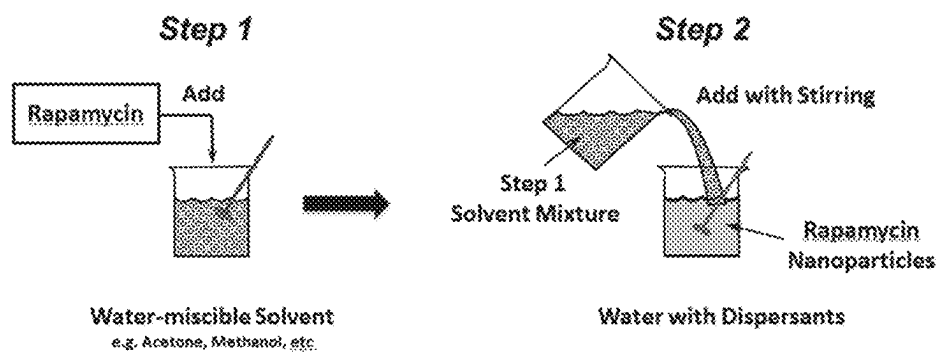 Step 1
Rapamycin
Add
Water-miscible Solvent
e.g. Acetone, Methanol, etc
Step 2
Add with Stirring
Step 1
Solvent Mixture
Rapamycin
Nanoparticles
Water with Dispersants